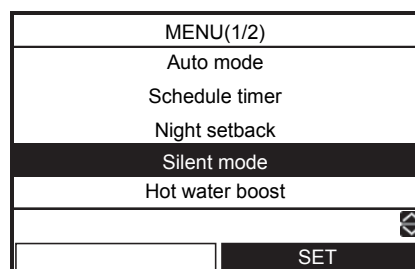 MENU(1/2)
Auto mode
Schedule timer
Night setback
Silent mode
Hot water boost
SET